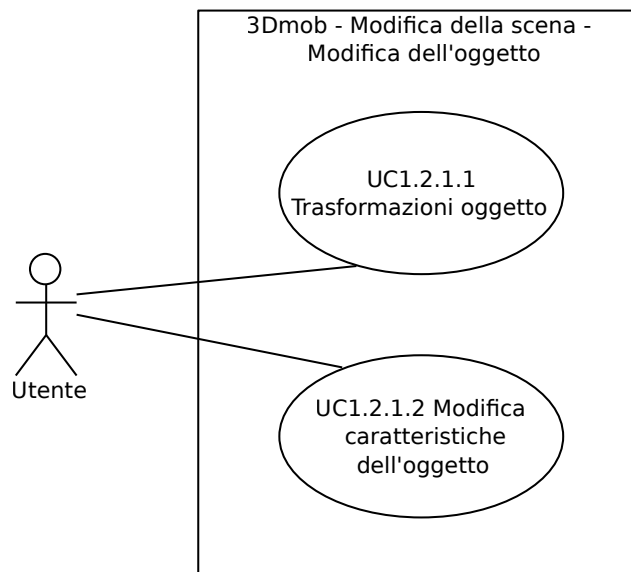 3Dmob - Modifica della scena -
Modifica dell'oggetto
UC1.2.1.1
Trasformazioni oggetto
Utente
UC1.2.1.2 Modifica
caratteristiche
dell'oggetto